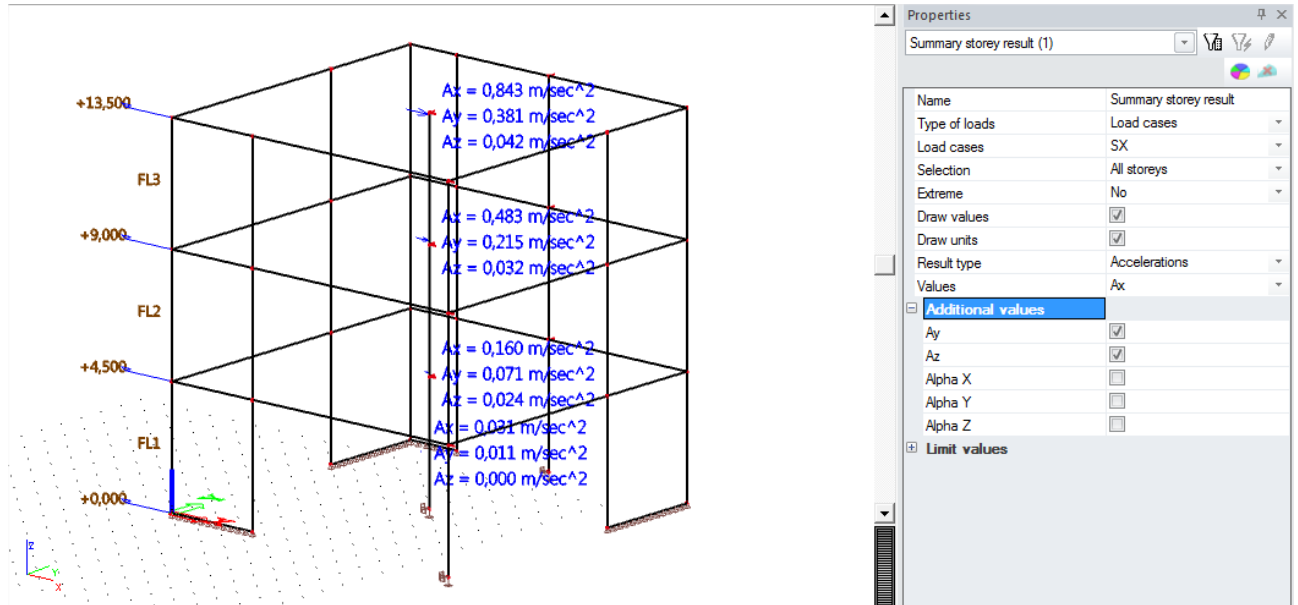 Ax = 0,843 m/sec^2
+13,500
Ay = 0,381 m/sec^2
Az = 0,042 m/sec^2
FL3
Ax = 0,483 m/sec^2
+9,000
Ay = 0,215 m/sec^2
Az = 0,032 m/sec^2
FL2
Ax = 0,160 m/sec^2
+4,500
Ay = 0,071 m/sec^2
Az = 0,024 m/sec^2
Ax = 0,031 m/sec^2
FL1
Ay = 0,011 m/sec^2
Az = 0,000 m/sec^2
+0,000
Z
Y
X
Properties
Summary storey result (1)
Name Summary storey result
Type of loads Load cases
Load cases SX
Selection All storeys
Extreme No
Draw values
Draw units
Result type Accelerations
Values Ax
Additional values
Ay
Az
Alpha X
Alpha Y
Alpha Z
Limit values